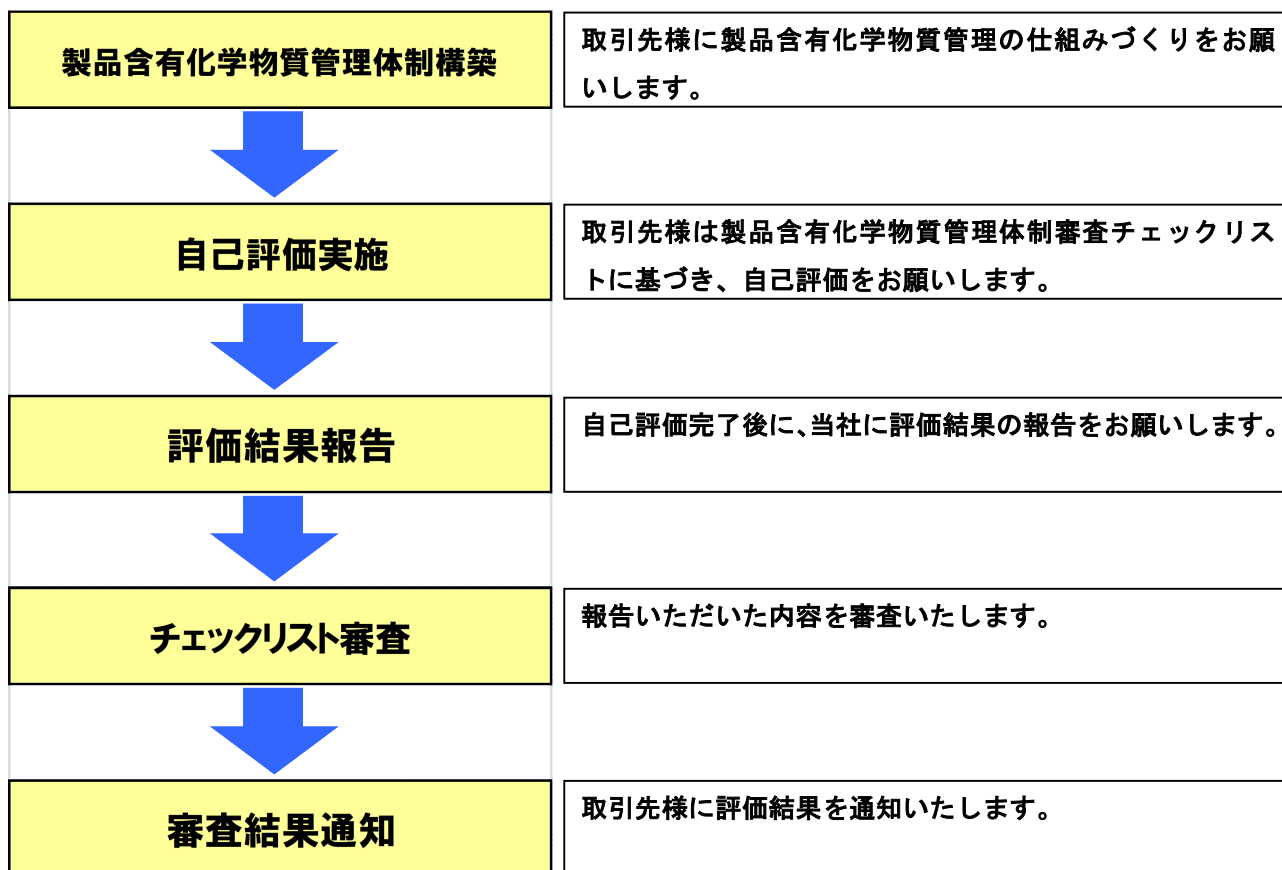 製品含有化学物質管理体制構築
取引先様に製品含有化学物質管理の仕組みづくりをお願
いします。
自己評価実施
取引先様は製品含有化学物質管理体制審査チェックリス
トに基づき、自己評価をお願いします。
評価結果報告
自己評価完了後に、当社に評価結果の報告をお願いします。
チェックリスト審査
報告いただいた内容を審査いたします。
審査結果通知
取引先様に評価結果を通知いたします。